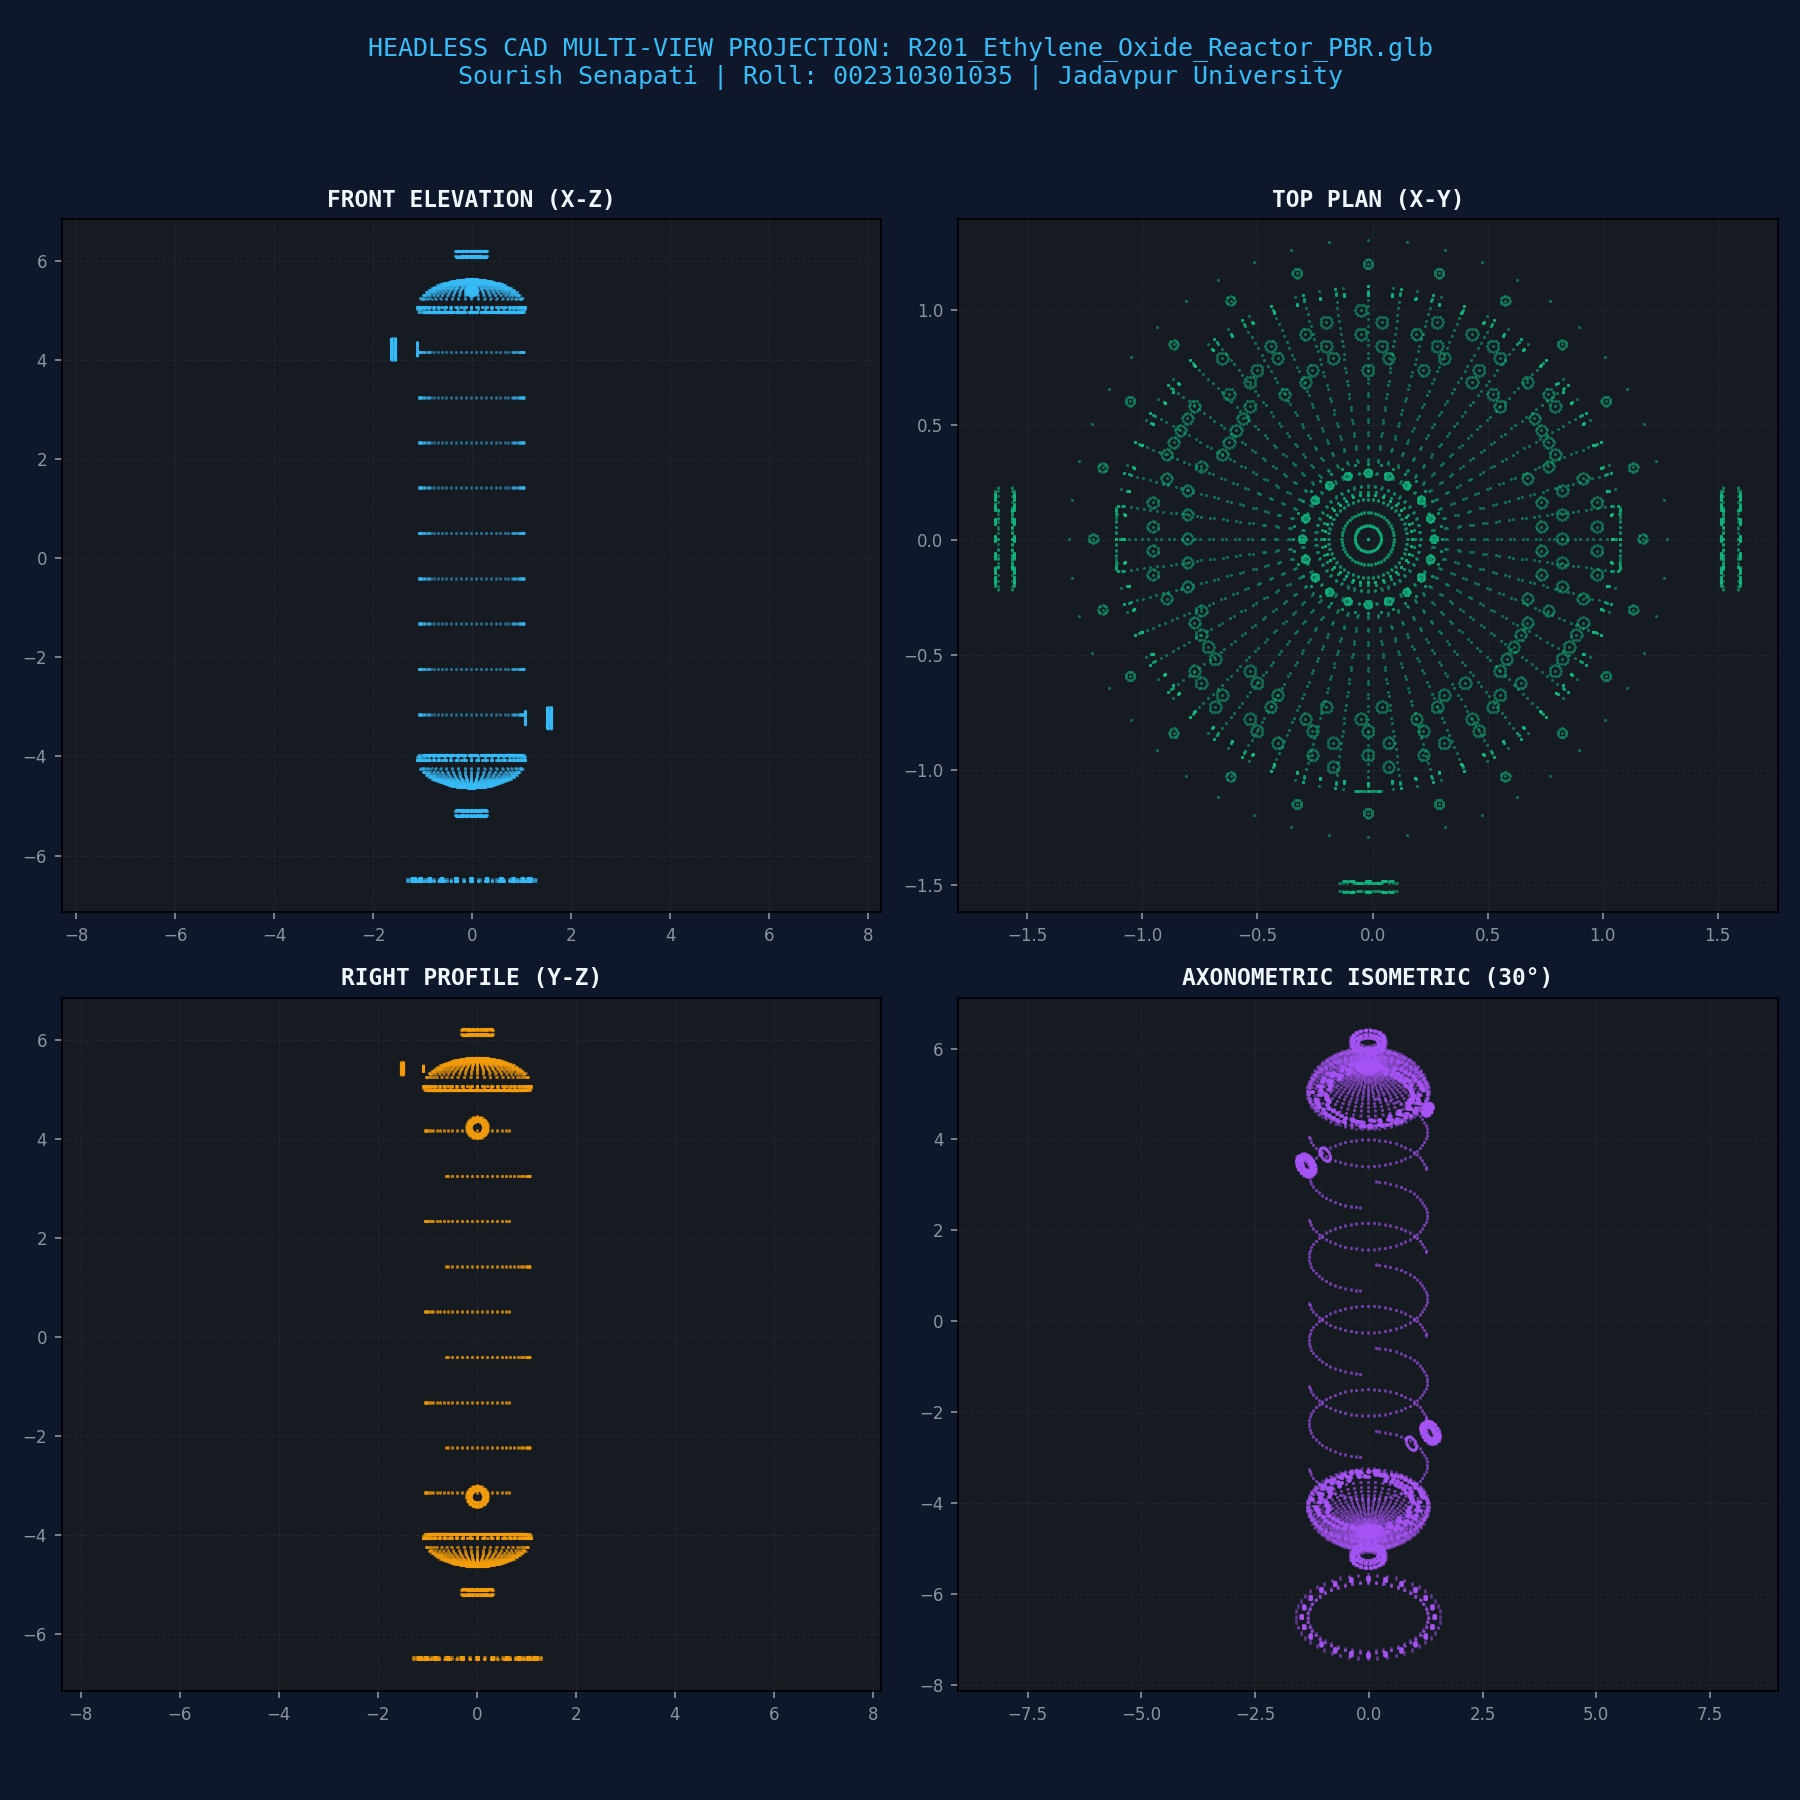 HEADLESS CAD MULTI-VIEW PROJECTION: R201_Ethylene_Oxide_Reactor_PBR.glb
Sourish Senapati | Roll: 002310301035 | Jadavpur University
FRONT ELEVATION (X-Z)
6
4
2
0
−2
−4
−6
−8 −6 −4 −2 0 2 4 6 8
TOP PLAN (X-Y)
1.0
0.5
0.0
−0.5
−1.0
−1.5
−1.5 −1.0 −0.5 0.0 0.5 1.0 1.5
RIGHT PROFILE (Y-Z)
6
4
2
0
−2
−4
−6
−8 −6 −4 −2 0 2 4 6 8
AXONOMETRIC ISOMETRIC (30°)
6
4
2
0
−2
−4
−6
−8
−7.5 −5.0 −2.5 0.0 2.5 5.0 7.5